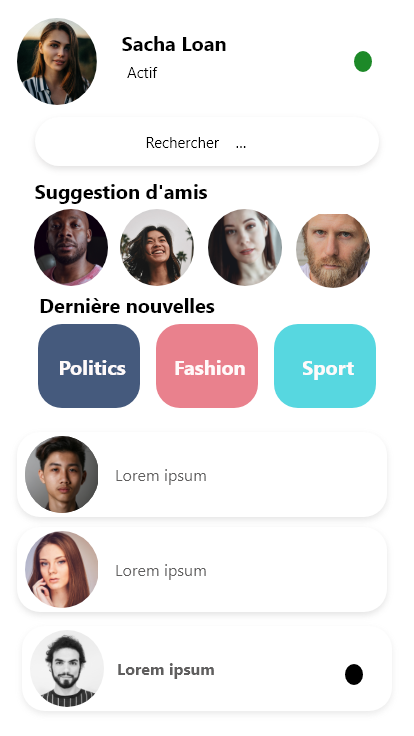 Sacha Loan
Actif
Rechercher ...
Suggestion d'amis
Dernière nouvelles
Politics Fashion Sport
Lorem ipsum
Lorem ipsum
Lorem ipsum